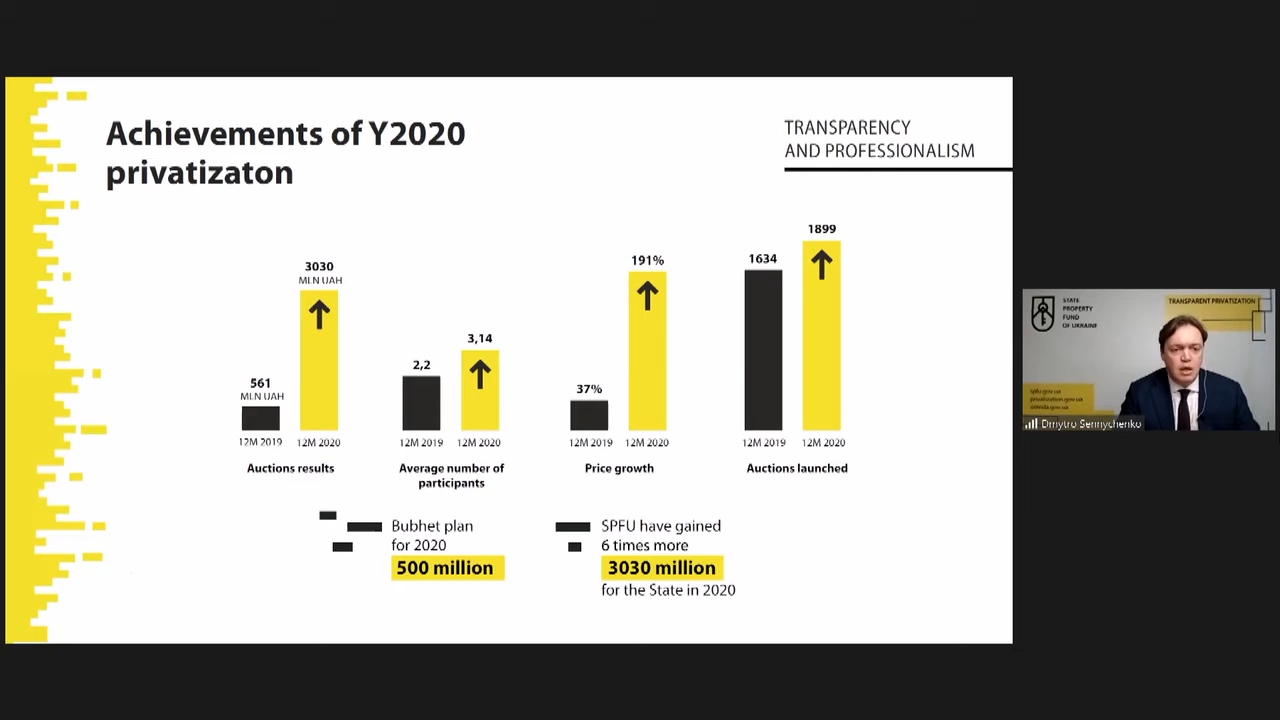 Achievements of Y2020
privatizaton
TRANSPARENCY
AND PROFESSIONALISM
561
MLN UAH
12M 2019
3030
MLN UAH
12M 2020
Auctions results
2,2
12M 2019
3,14
12M 2020
Average number of
participants
37%
12M 2019
191%
12M 2020
Price growth
1634
12M 2019
1899
12M 2020
Auctions launched
Bubhet plan
for 2020
500 million
SPFU have gained
6 times more
3030 million
for the State in 2020
STATE
PROPERTY
FUND
OF UKRAINE
TRANSPARENT PRIVATIZATION
spfu.gov.ua
privatization.gov.ua
Dmytro Sennychenko